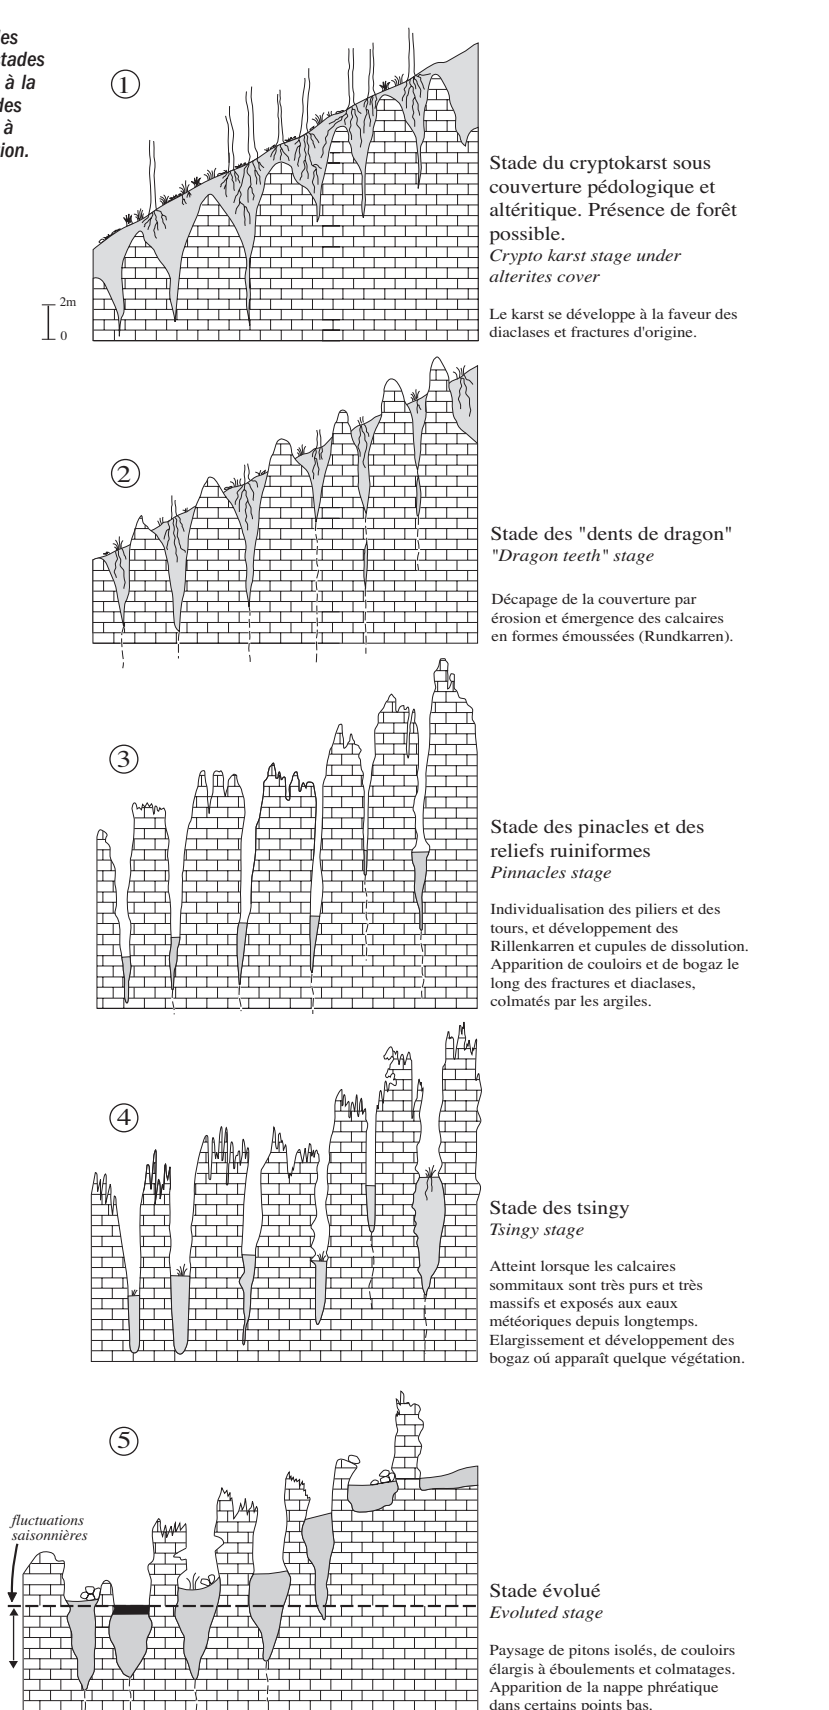 les
tades
à la
des
à
ion.
1
Stade du cryptokarst sous
couverture pédologique et
altéritique. Présence de forêt
possible.
Crypto karst stage under
alterites cover
2m
0
Le karst se développe à la faveur des
diaclases et fractures d'origine.
2
Stade des "dents de dragon"
"Dragon teeth" stage
Décapage de la couverture par
érosion et émergence des calcaires
en formes émoussées (Rundkarren).
3
Stade des pinacles et des
reliefs ruiniformes
Pinnacles stage
Individualisation des piliers et des
tours, et développement des
Rillenkarren et cupules de dissolution.
Apparition de couloirs et de bogaz le
long des fractures et diaclases,
colmatés par les argiles.
4
Stade des tsingy
Tsingy stage
Atteint lorsque les calcaires
sommitaux sont très purs et très
massifs et exposés aux eaux
météoriques depuis longtemps.
Elargissement et développement des
bogaz oú apparaît quelque végétation.
5
fluctuations
saisonnières
Stade évolué
Evoluted stage
Paysage de pitons isolés, de couloirs
élargis à éboulements et colmatages.
Apparition de la nappe phréatique
dans certains points bas.